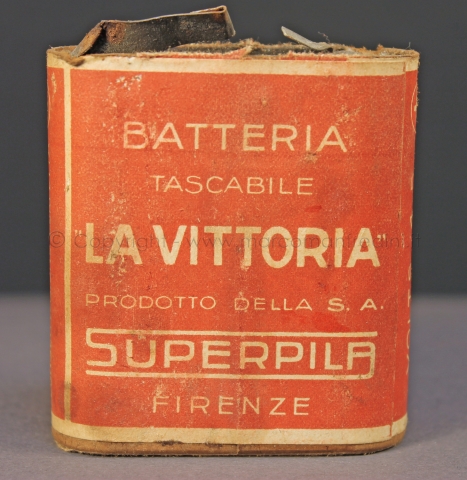 BATTERIA
TASCABILE
"LA VITTORIA"
PRODOTTO DELLA S. A.
SUPERPILA
FIRENZE